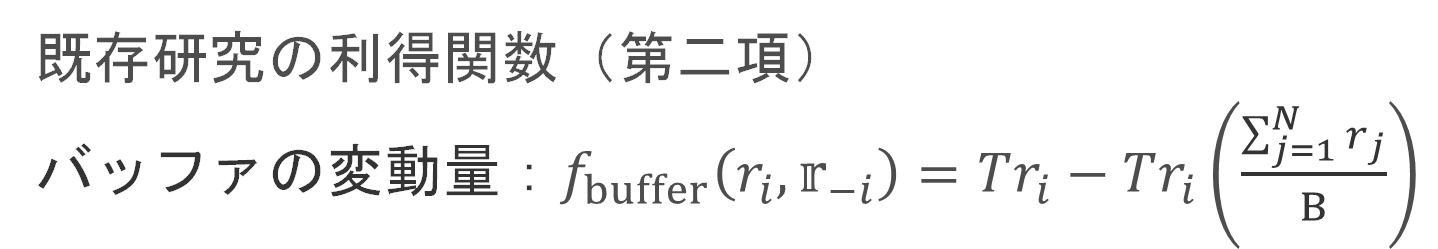 既存研究の利得関数（第二項）
バッファの変動量：f_buffer(r_i, 𝕣_{−i}) = Tr_i − Tr_i (∑_{j=1}^{N} r_j / B)